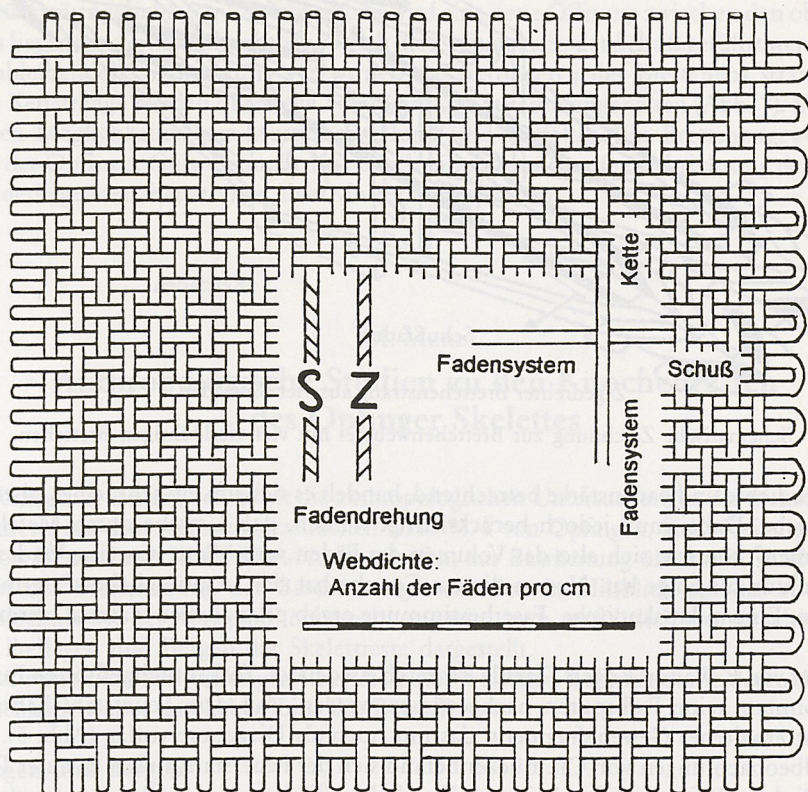 Kette
Fadensystem
Schuß
S Z
Fadensystem
Fadendrehung
Webdichte:
Anzahl der Fäden pro cm